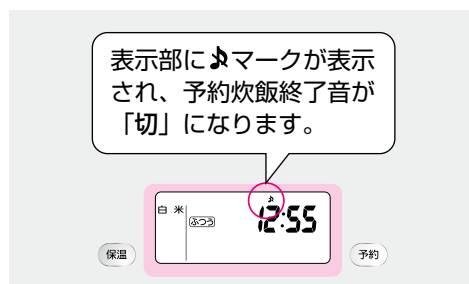 表示部に♪マークが表示
され、予約炊飯終了音が
「切」になります。
♪
白米
ふつう
12:55
保温
予約